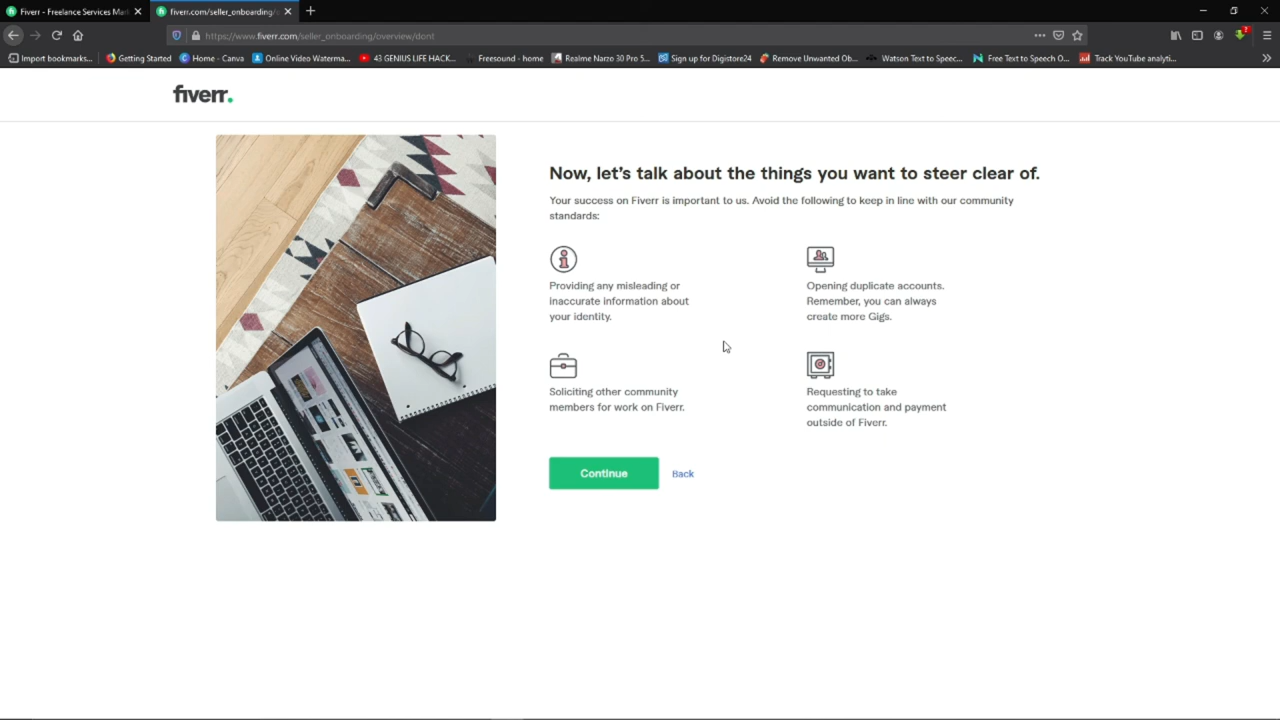 Fiverr - Freelance Services Mar
fiverr.com/seller_onboarding/
https://www.fiverr.com/seller_onboarding/overview/dont
Import bookmarks...
Getting Started
Home - Canva
Online Video Waterma...
43 GENIUS LIFE HACK...
Freesound - home
Realme Narzo 30 Pro 5...
Sign up for Digistore24
Remove Unwanted Ob...
Watson Text to Speec...
Free Text to Speech O...
Track YouTube analyti...
fiverr.
Now, let's talk about the things you want to steer clear of.
Your success on Fiverr is important to us. Avoid the following to keep in line with our community
standards:
Providing any misleading or
inaccurate information about
your identity.
Opening duplicate accounts.
Remember, you can always
create more Gigs.
Soliciting other community
members for work on Fiverr.
Requesting to take
communication and payment
outside of Fiverr.
Continue
Back